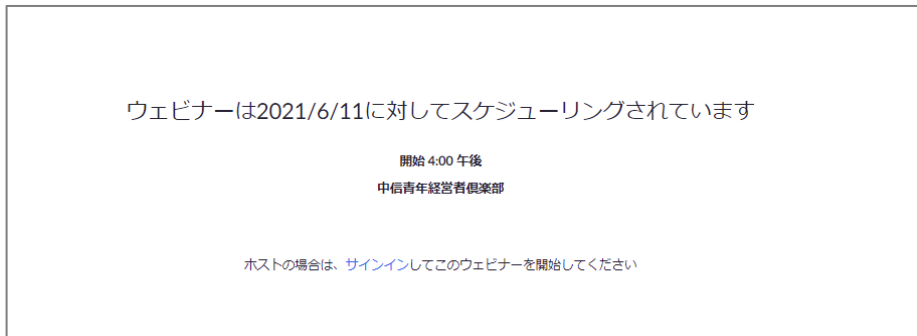 ウェビナーは2021/6/11に対してスケジューリングされています
開始 4:00 午後
中信青年経営者倶楽部
ホストの場合は、サインインしてこのウェビナーを開始してください